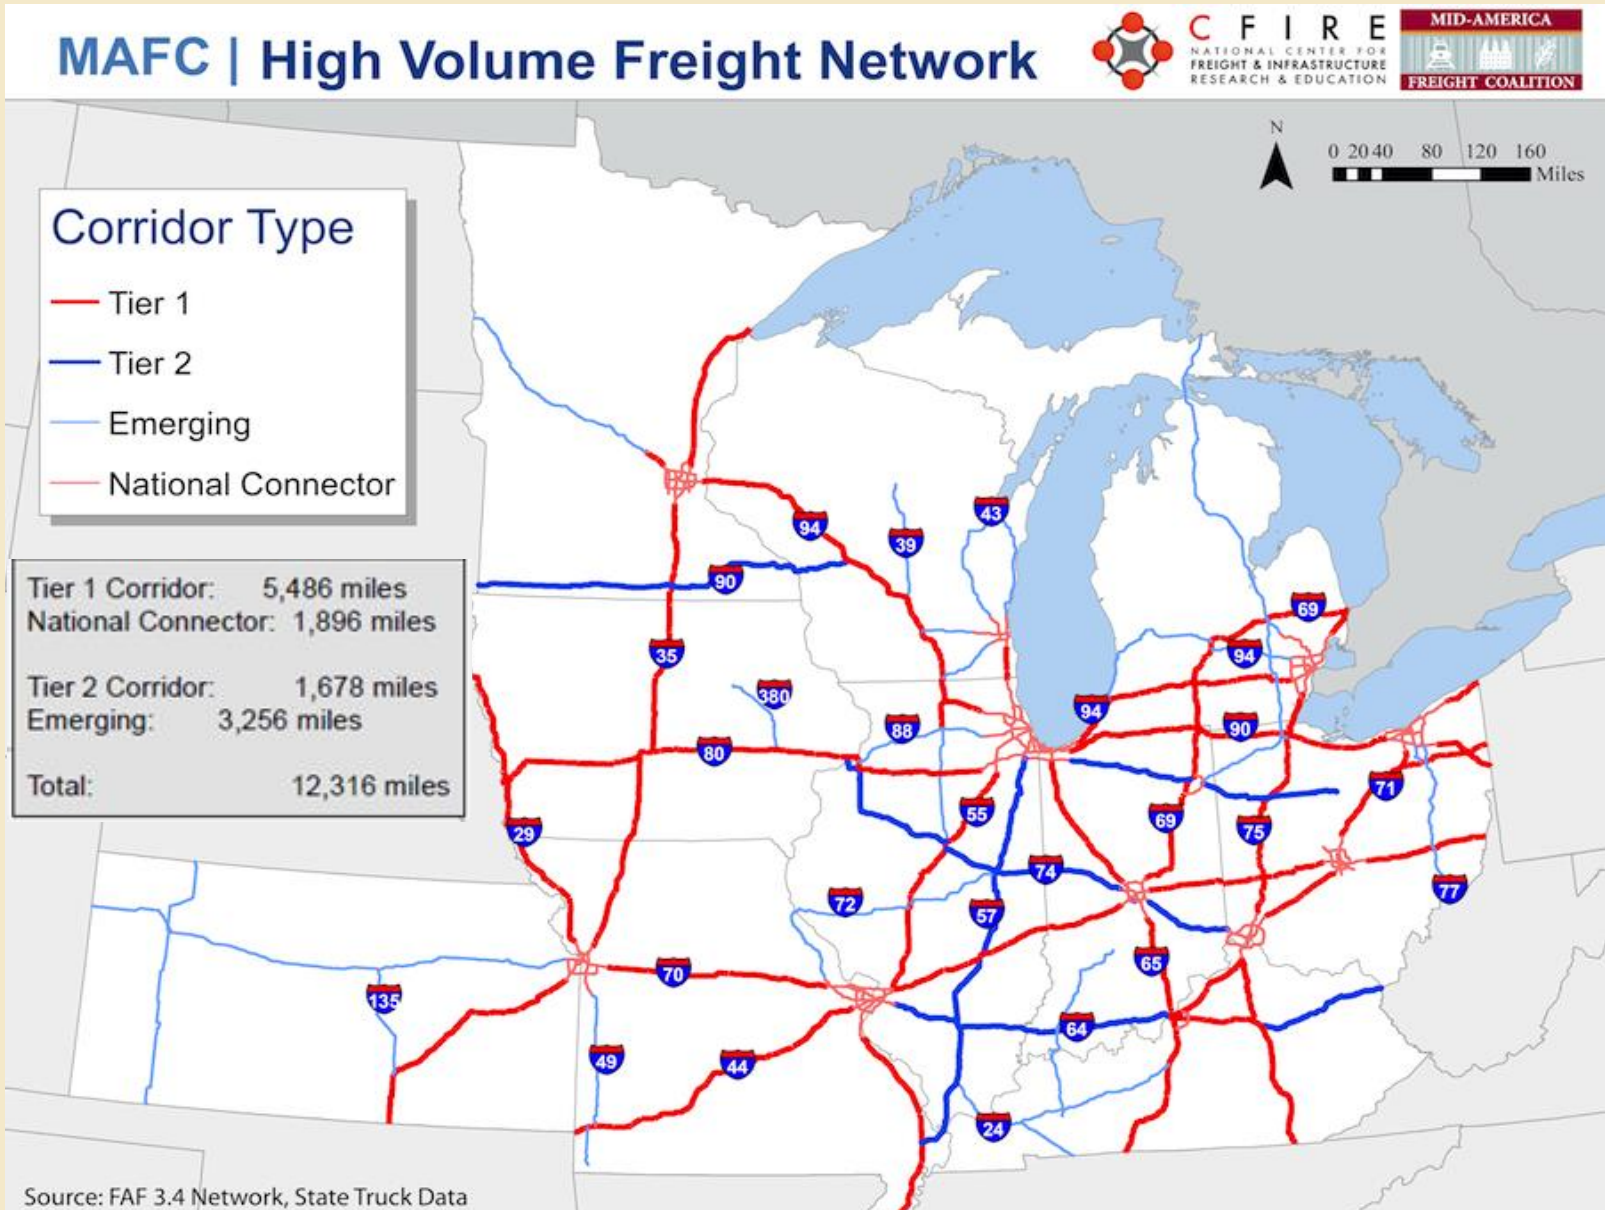 MAFC | High Volume Freight Network
CFIRE
NATIONAL CENTER FOR
FREIGHT & INFRASTRUCTURE
RESEARCH & EDUCATION
MID-AMERICA
FREIGHT COALITION
N
0 20 40 80 120 160
Miles
Corridor Type
Tier 1
Tier 2
Emerging
National Connector
Tier 1 Corridor: 5,486 miles
National Connector: 1,896 miles
Tier 2 Corridor: 1,678 miles
Emerging: 3,256 miles
Total: 12,316 miles
94
39
43
90
69
35
94
380
94
88
90
80
71
55
69
75
29
74
77
72
57
65
70
135
64
49
44
24
Source: FAF 3.4 Network, State Truck Data